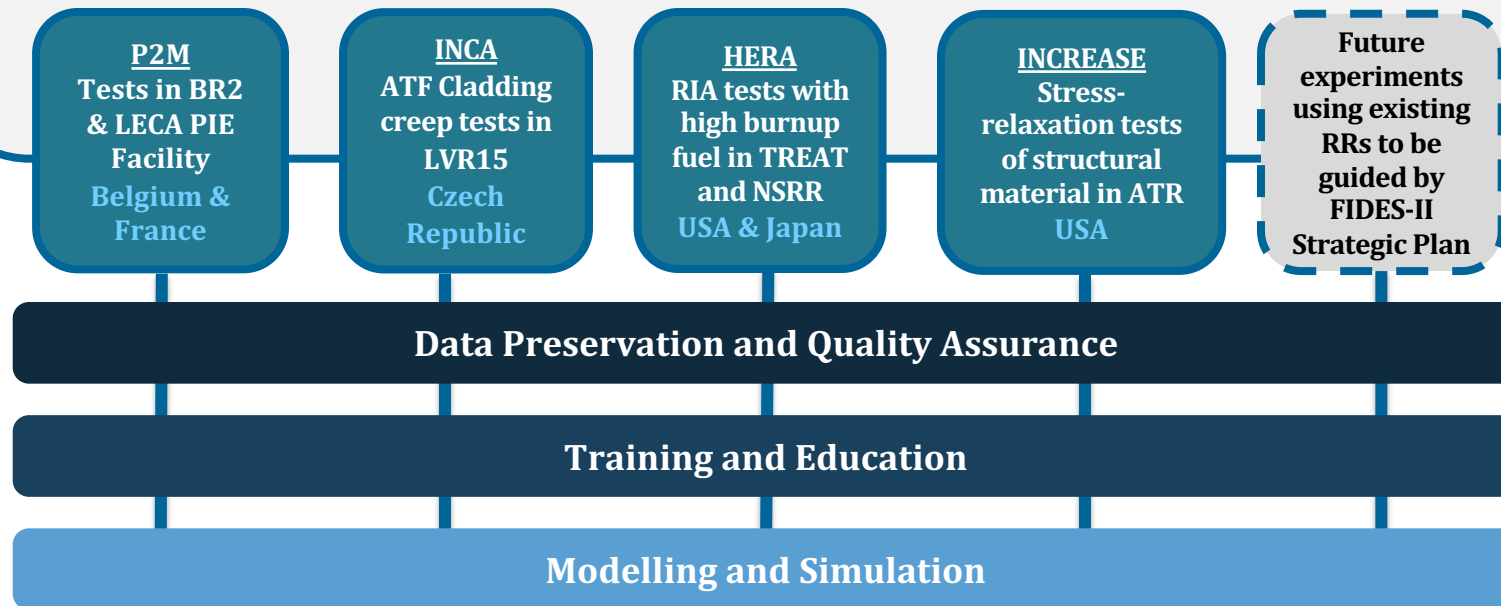 P2M
Tests in BR2
& LECA PIE
Facility
Belgium &
France
INCA
ATF Cladding
creep tests in
LVR15
Czech
Republic
HERA
RIA tests with
high burnup
fuel in TREAT
and NSRR
USA & Japan
INCREASE
Stress-
relaxation tests
of structural
material in ATR
USA
Future
experiments
using existing
RRs to be
guided by
FIDES-II
Strategic Plan
Data Preservation and Quality Assurance
Training and Education
Modelling and Simulation